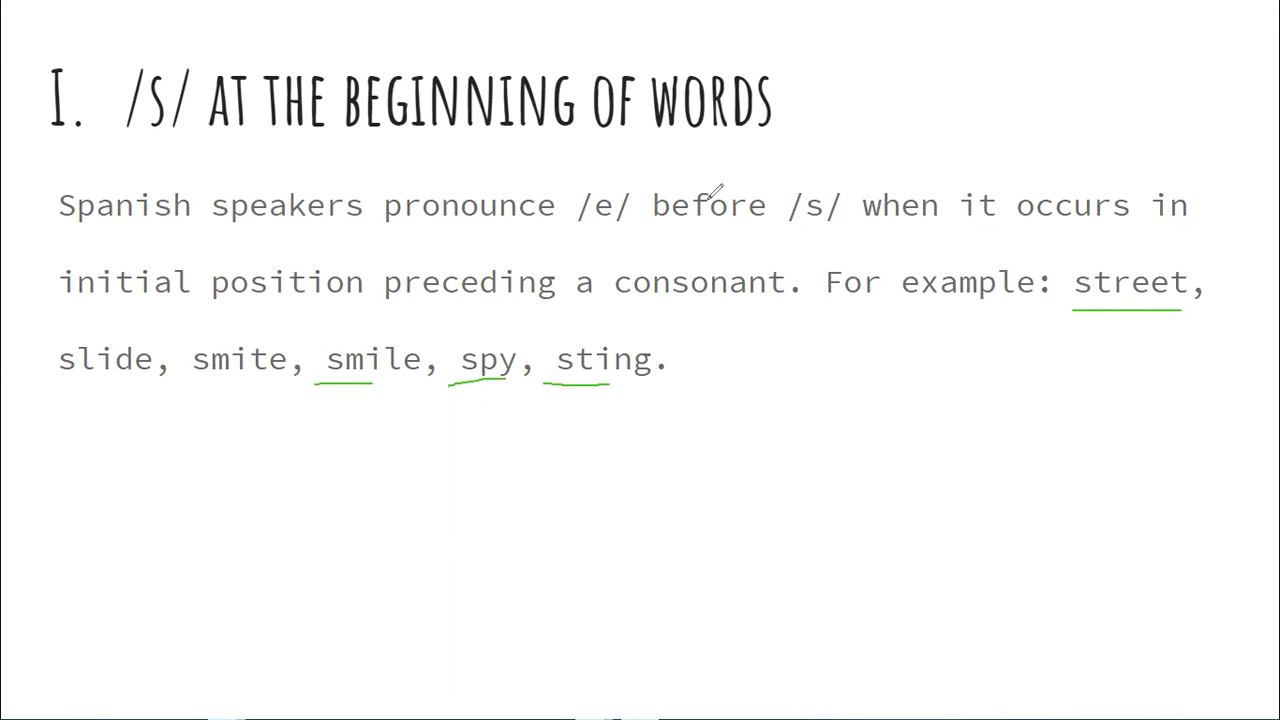 I. /s/ AT THE BEGINNING OF WORDS
Spanish speakers pronounce /e/ before /s/ when it occurs in
initial position preceding a consonant. For example: street,
slide, smite, smile, spy, sting.